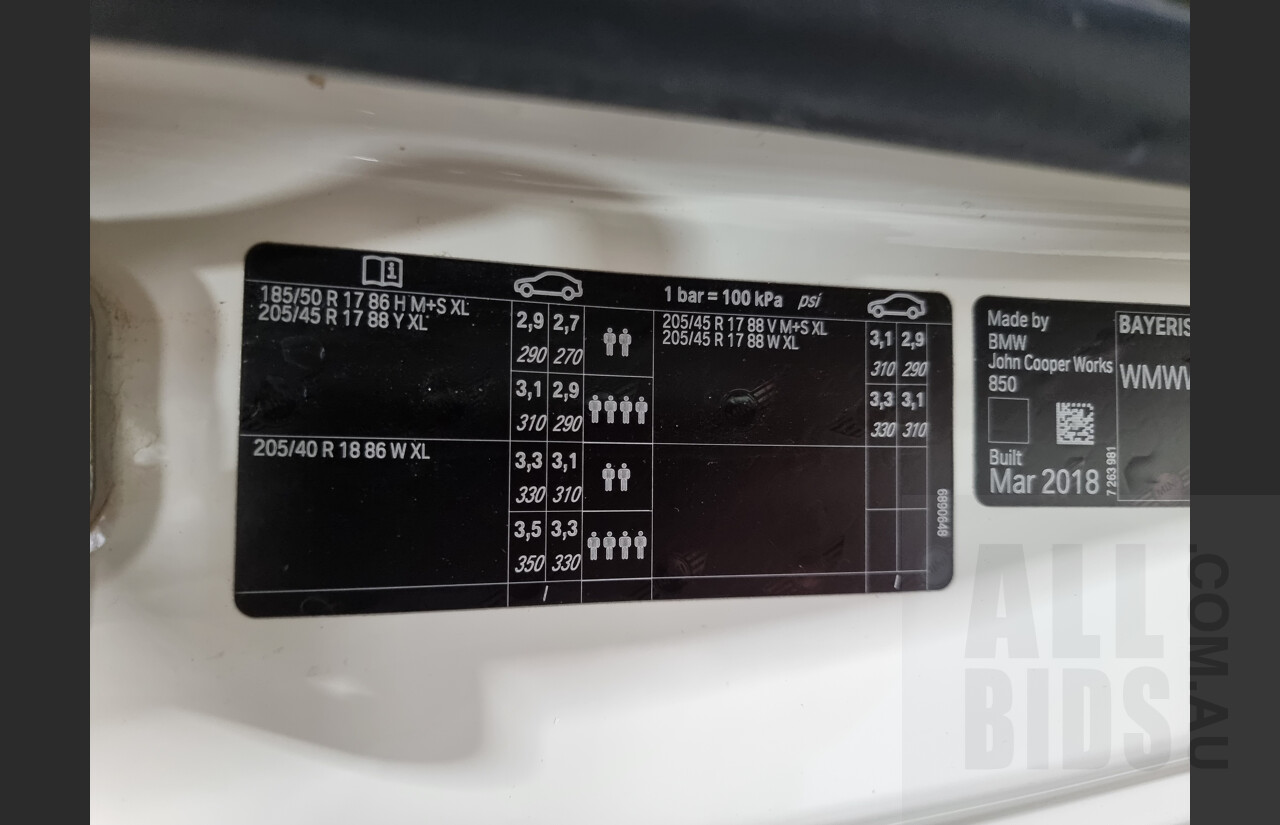 1 bar = 100 kPa psi
185/50 R 17 86 H M+S XL
205/45 R 17 88 Y XL
2,9 2,7
290 270
3,1 2,9
310 290
205/40 R 18 86 W XL
3,3 3,1
330 310
3,5 3,3
350 330
/
205/45 R 17 88 V M+S XL
205/45 R 17 88 W XL
3,1 2,9
310 290
3,3 3,1
330 310
/
6890648
Made by
BMW
John Cooper Works
850
Built
Mar 2018
7 263 981
BAYERIS
WMW
ALL
BIDS
.COM.AU